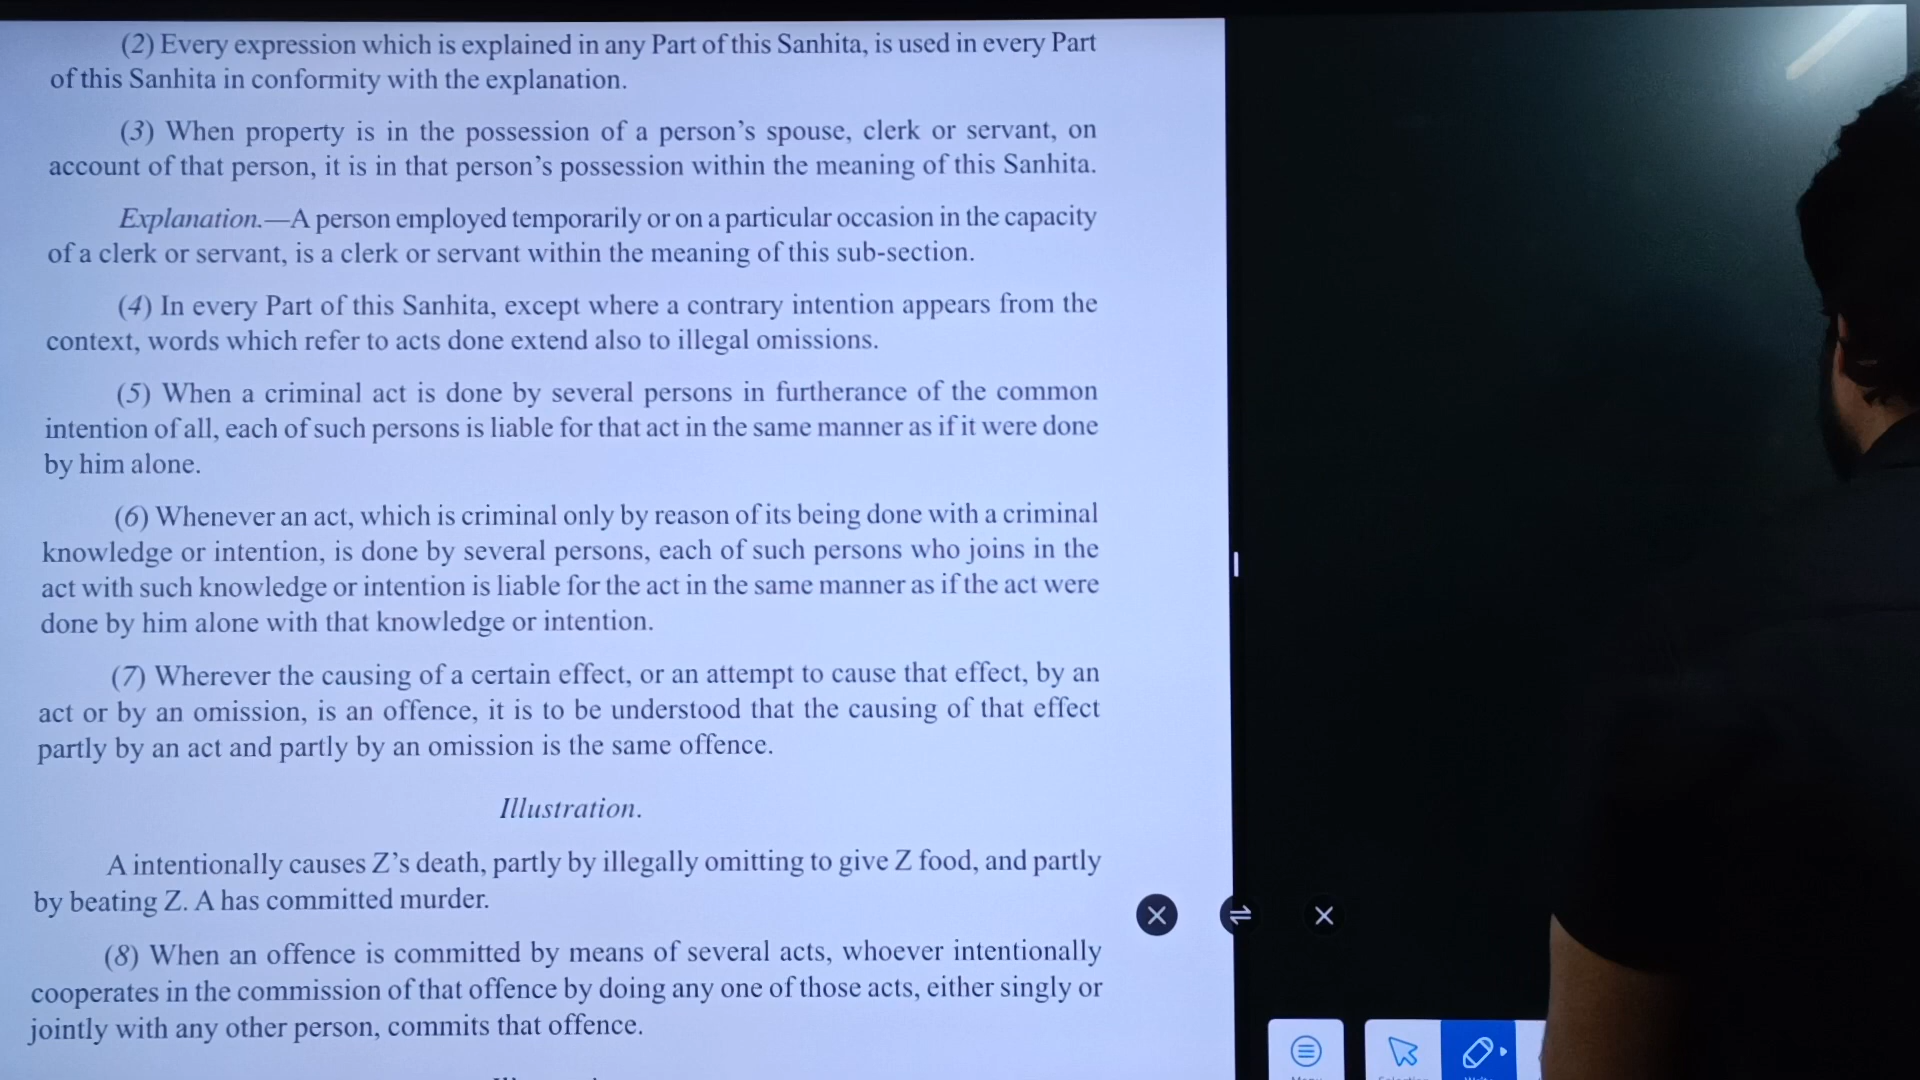 (2) Every expression which is explained in any Part of this Sanhita, is used in every Part
of this Sanhita in conformity with the explanation.
(3) When property is in the possession of a person’s spouse, clerk or servant, on
account of that person, it is in that person’s possession within the meaning of this Sanhita.
Explanation.—A person employed temporarily or on a particular occasion in the capacity
of a clerk or servant, is a clerk or servant within the meaning of this sub-section.
(4) In every Part of this Sanhita, except where a contrary intention appears from the
context, words which refer to acts done extend also to illegal omissions.
(5) When a criminal act is done by several persons in furtherance of the common
intention of all, each of such persons is liable for that act in the same manner as if it were done
by him alone.
(6) Whenever an act, which is criminal only by reason of its being done with a criminal
knowledge or intention, is done by several persons, each of such persons who joins in the
act with such knowledge or intention is liable for the act in the same manner as if the act were
done by him alone with that knowledge or intention.
(7) Wherever the causing of a certain effect, or an attempt to cause that effect, by an
act or by an omission, is an offence, it is to be understood that the causing of that effect
partly by an act and partly by an omission is the same offence.
Illustration.
A intentionally causes Z’s death, partly by illegally omitting to give Z food, and partly
by beating Z. A has committed murder.
(8) When an offence is committed by means of several acts, whoever intentionally
cooperates in the commission of that offence by doing any one of those acts, either singly or
jointly with any other person, commits that offence.